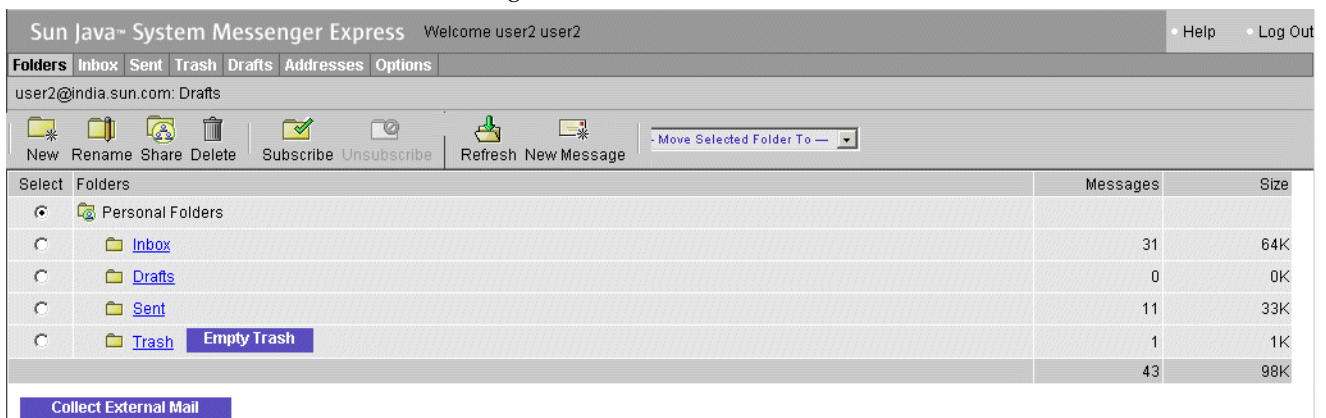 Sun Java™ System Messenger Express Welcome user2 user2 Help Log Out
Folders Inbox Sent Trash Drafts Addresses Options
user2@india.sun.com: Drafts
New Rename Share Delete Subscribe Unsubscribe Refresh New Message - Move Selected Folder To —
Select Folders Messages Size
Personal Folders
Inbox 31 64K
Drafts 0 0K
Sent 11 33K
Trash Empty Trash 1 1K
43 98K
Collect External Mail